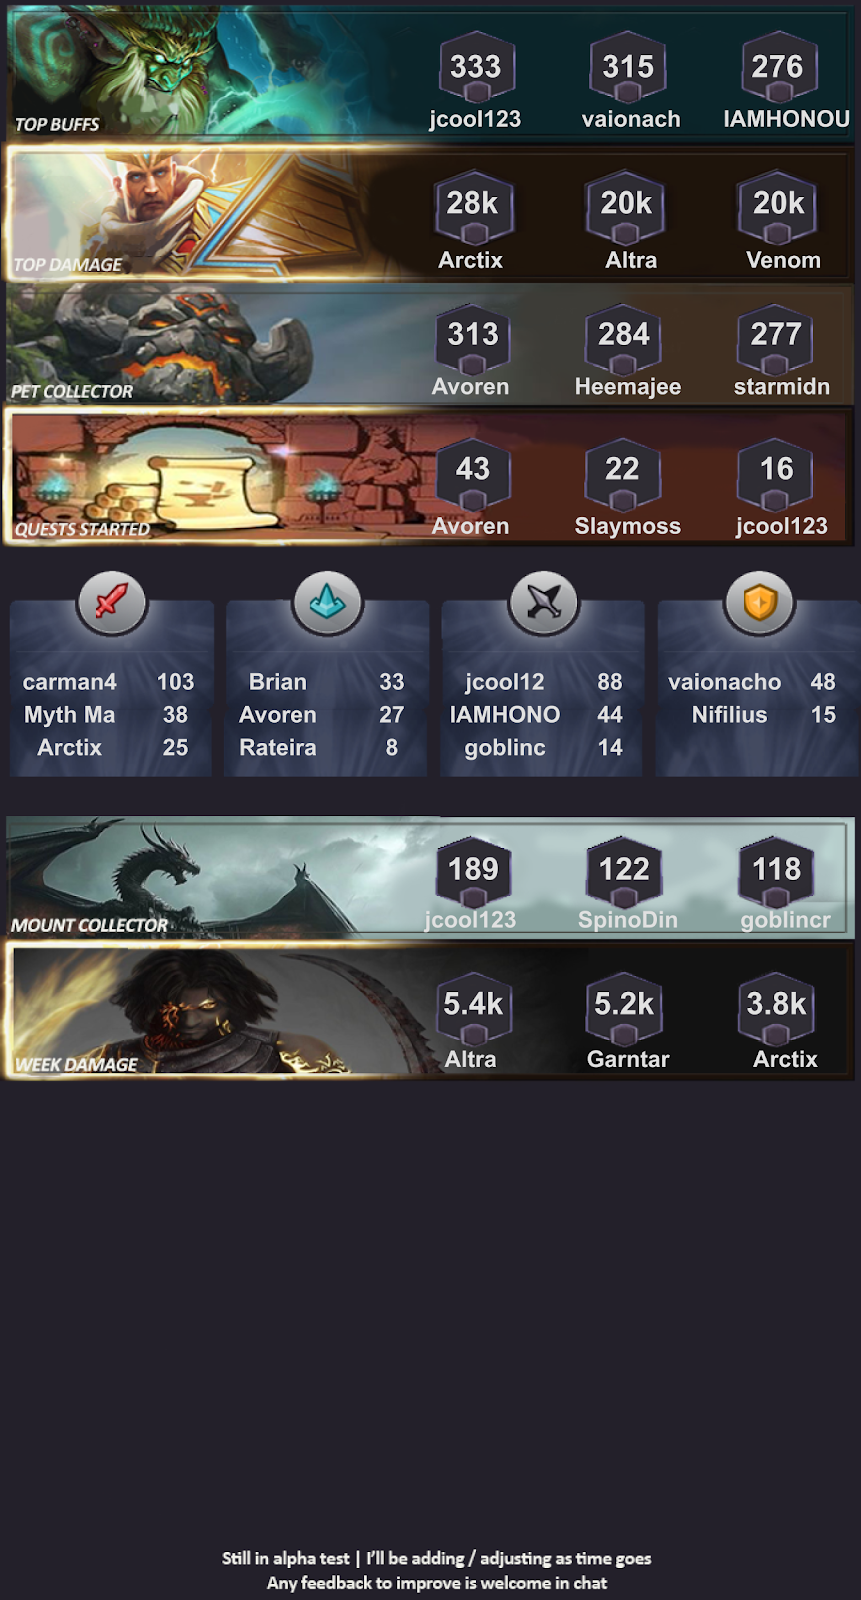 333 315 276
jcool123 vaionach IAMHONOU
TOP BUFFS
28k 20k 20k
Arctix Altra Venom
TOP DAMAGE
313 284 277
Avoren Heemajee starmidn
PET COLLECTOR
43 22 16
Avoren Slaymoss jcool123
QUESTS STARTED
carman4 103 Brian 33 jcool12 88 vaionacho 48
Myth Ma 38 Avoren 27 IAMHONO 44 Nifilius 15
Arctix 25 Rateira 8 goblinc 14
189 122 118
jcool123 SpinoDin goblincr
MOUNT COLLECTOR
5.4k 5.2k 3.8k
Altra Garntar Arctix
WEEK DAMAGE
Still in alpha test | I'll be adding / adjusting as time goes
Any feedback to improve is welcome in chat